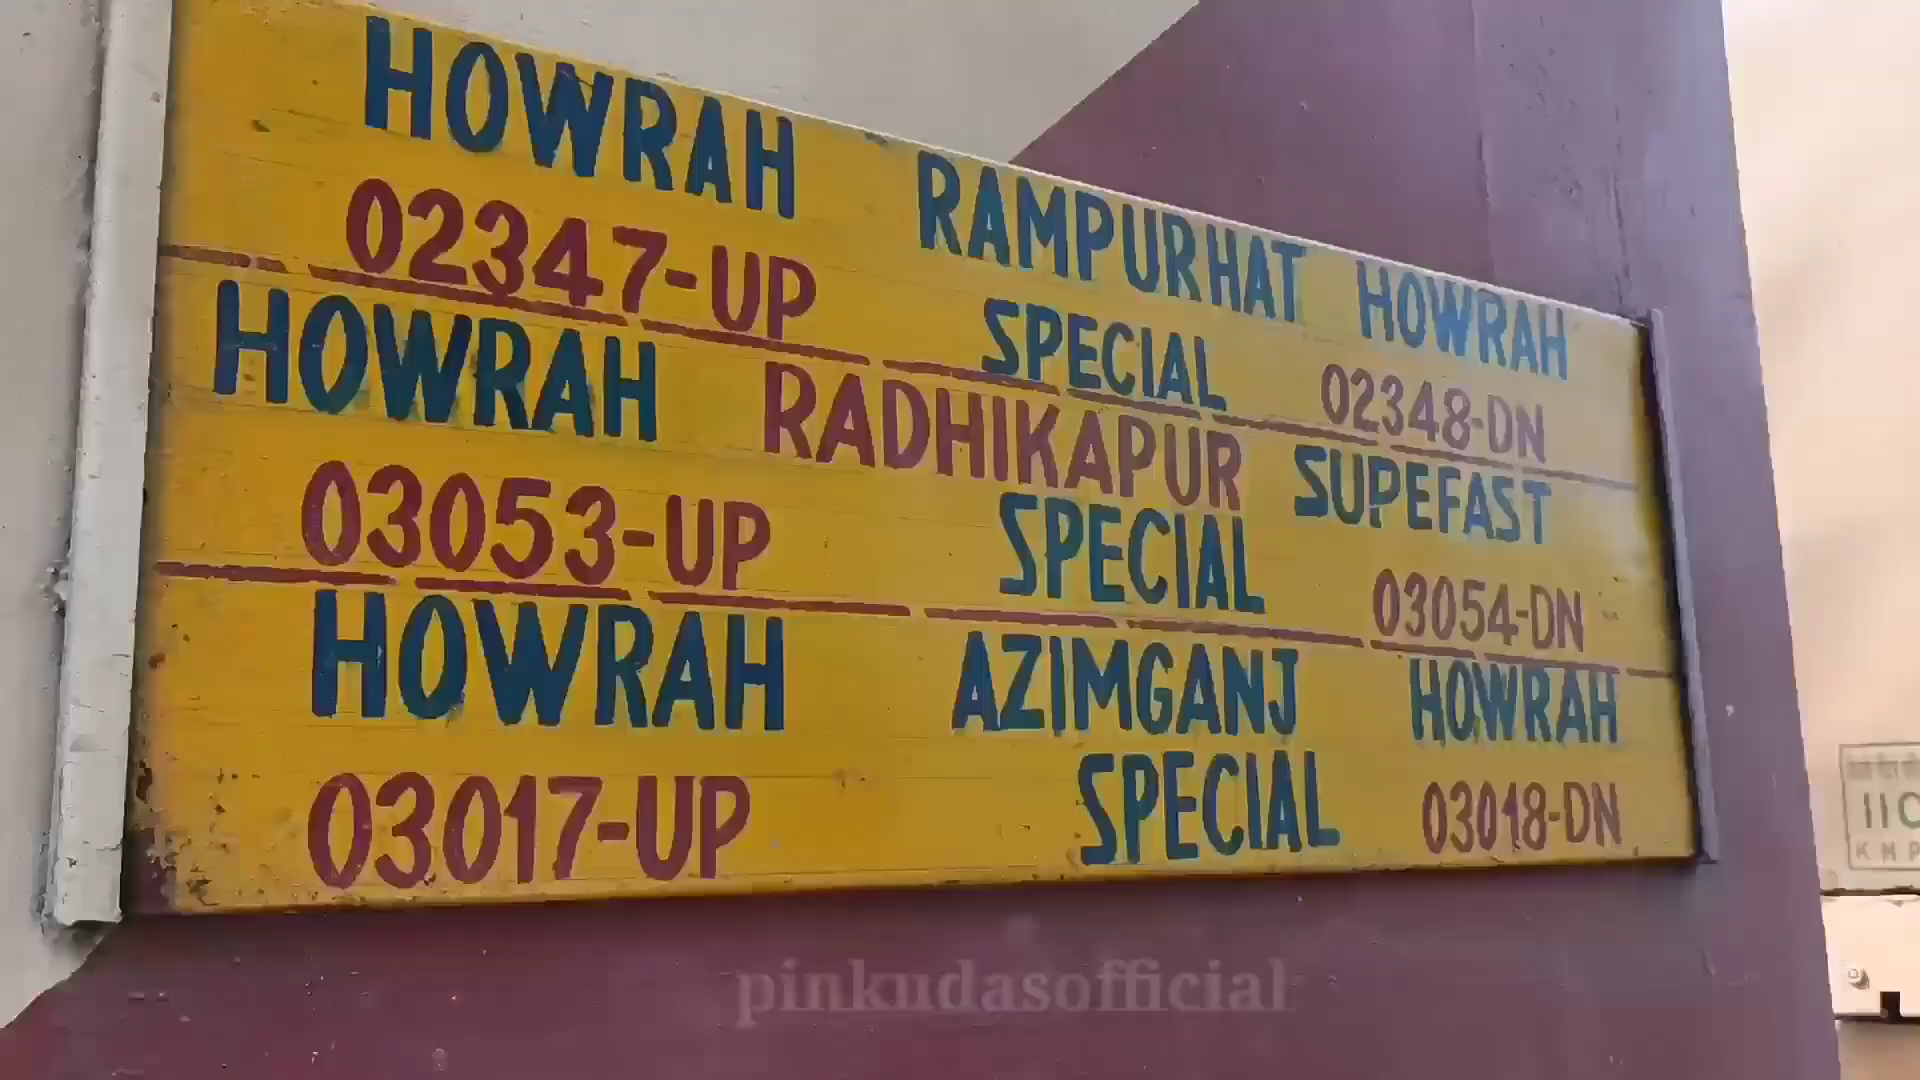 HOWRAH RAMPURHAT HOWRAH
02347-UP SPECIAL 02348-DN
HOWRAH RADHIKAPUR SUPEFAST
03053-UP SPECIAL 03054-DN
HOWRAH AZIMGANJ HOWRAH
03017-UP SPECIAL 03018-DN
pinkudasofficial